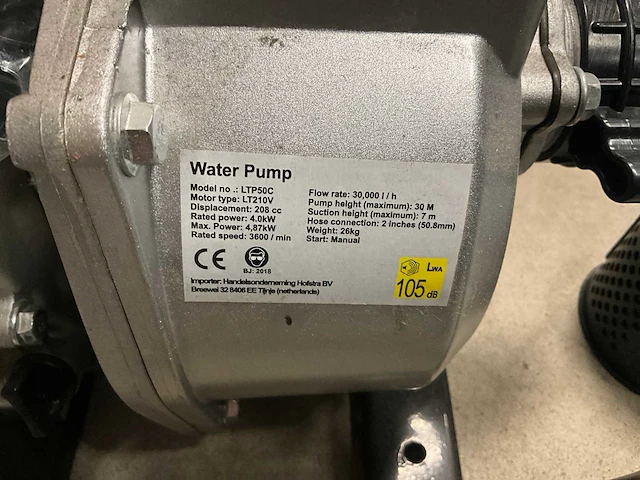 Water Pump
Model no .: LTP50C
Motor type: LT210V
Displacement: 208 cc
Rated power: 4.0kW
Max. Power: 4,87kW
Rated speed: 3600 / min
Flow rate: 30,000 l / h
Pump height (maximum): 30 M
Suction height (maximum): 7 m
Hose connection: 2 inches (50.8mm)
Weight: 26kg
Start: Manual
CE
BJ: 2018
LWA
105 dB
Importer: Handelsonderneming Hofstra BV
Breewei 32 8406 EE Tijnje (netherlands)